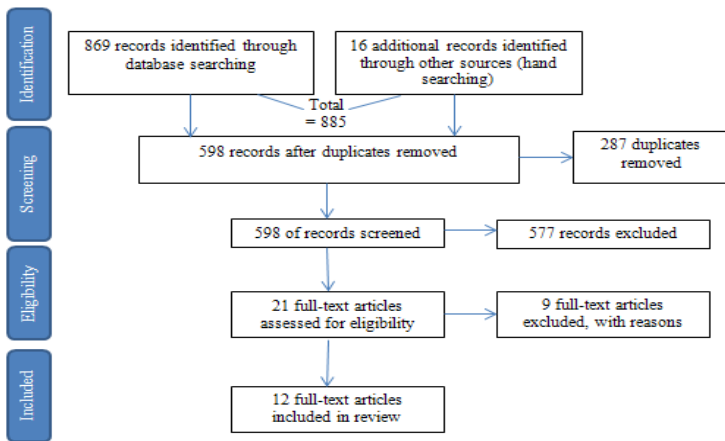 Identification
869 records identified through
database searching
16 additional records identified
through other sources (hand
searching)
Total
= 885
Screening
598 records after duplicates removed
287 duplicates
removed
598 of records screened
577 records excluded
Eligibility
21 full-text articles
assessed for eligibility
9 full-text articles
excluded, with reasons
Included
12 full-text articles
included in review